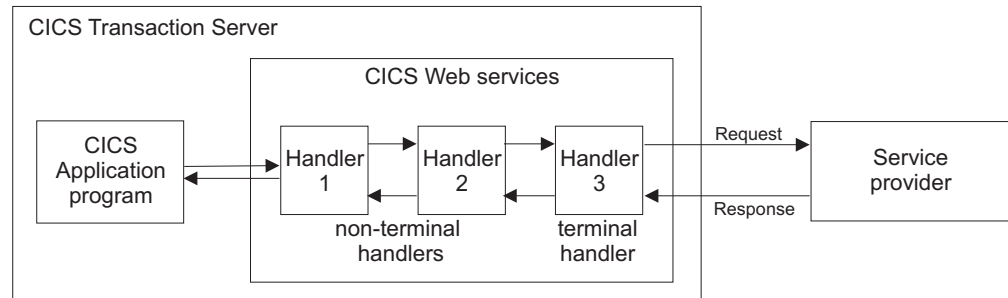 CICS Transaction Server
CICS Web services
CICS
Application
program
Handler
1
Handler
2
Handler
3
non-terminal
handlers
terminal
handler
Request
Response
Service
provider